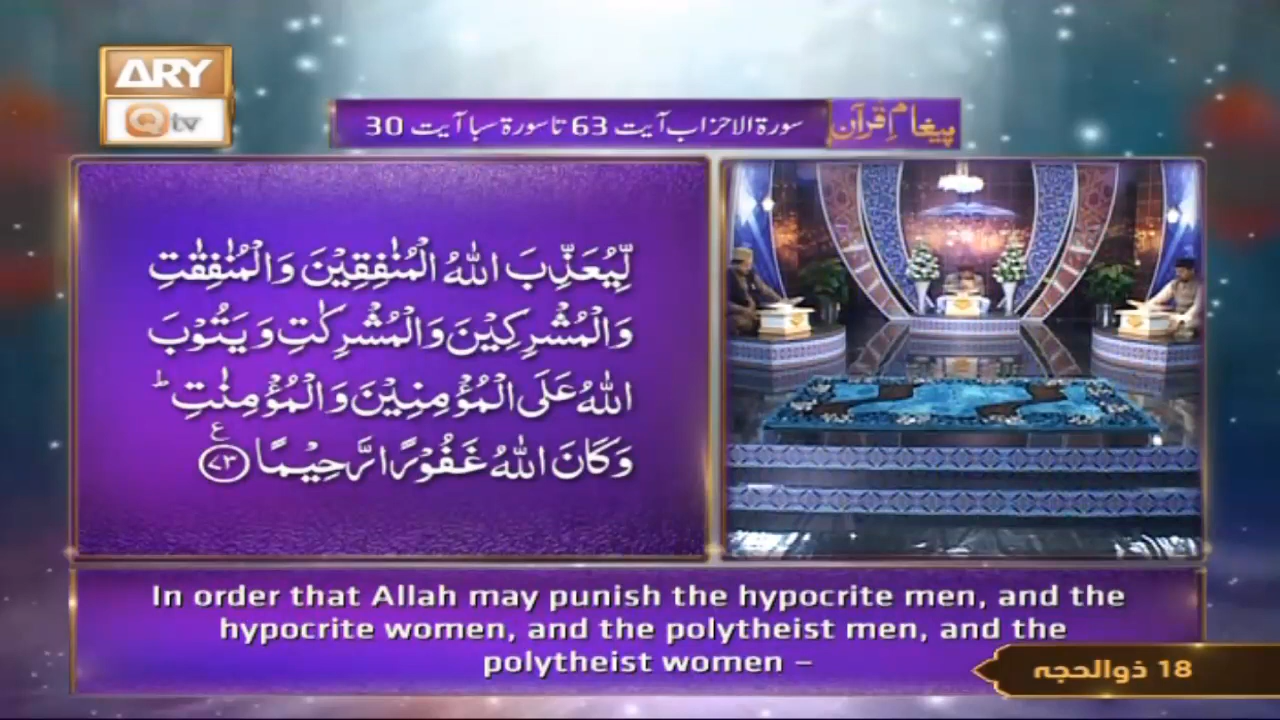 ARY
Qtv
پیغامِ قرآن
سورۃ الاحزاب آیت 63 تا سورۃ سبا آیت 30
لِّیُعَذِّبَ اللّٰهُ الْمُنٰفِقِیْنَ وَالْمُنٰفِقٰتِ
وَالْمُشْرِكِیْنَ وَالْمُشْرِكٰتِ وَ یَتُوْبَ
اللّٰهُ عَلَی الْمُؤْمِنِیْنَ وَ الْمُؤْمِنٰتِ ؕ
وَ كَانَ اللّٰهُ غَفُوْرًا رَّحِیْمًا ﴿۷۳﴾ ع
In order that Allah may punish the hypocrite men, and the
hypocrite women, and the polytheist men, and the
polytheist women –
18 ذوالحجہ